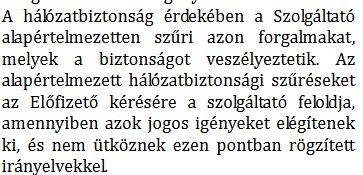 A hálózatbiztonság érdekében a Szolgáltató
alapértelmezetten szűri azon forgalmakat,
melyek a biztonságot veszélyeztetik. Az
alapértelmezett hálózatbiztonsági szűréseket
az Előfizető kérésére a szolgáltató feloldja,
amennyiben azok jogos igényeket elégítenek
ki, és nem ütköznek ezen pontban rögzített
irányelvekkel.